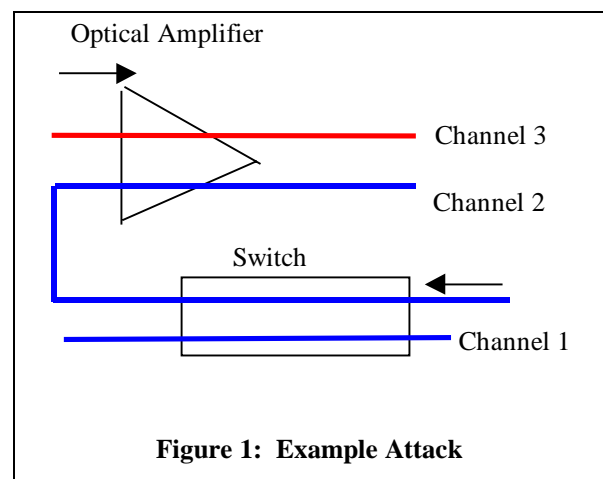 Optical Amplifier
Channel 3
Channel 2
Switch
Channel 1
Figure 1: Example Attack